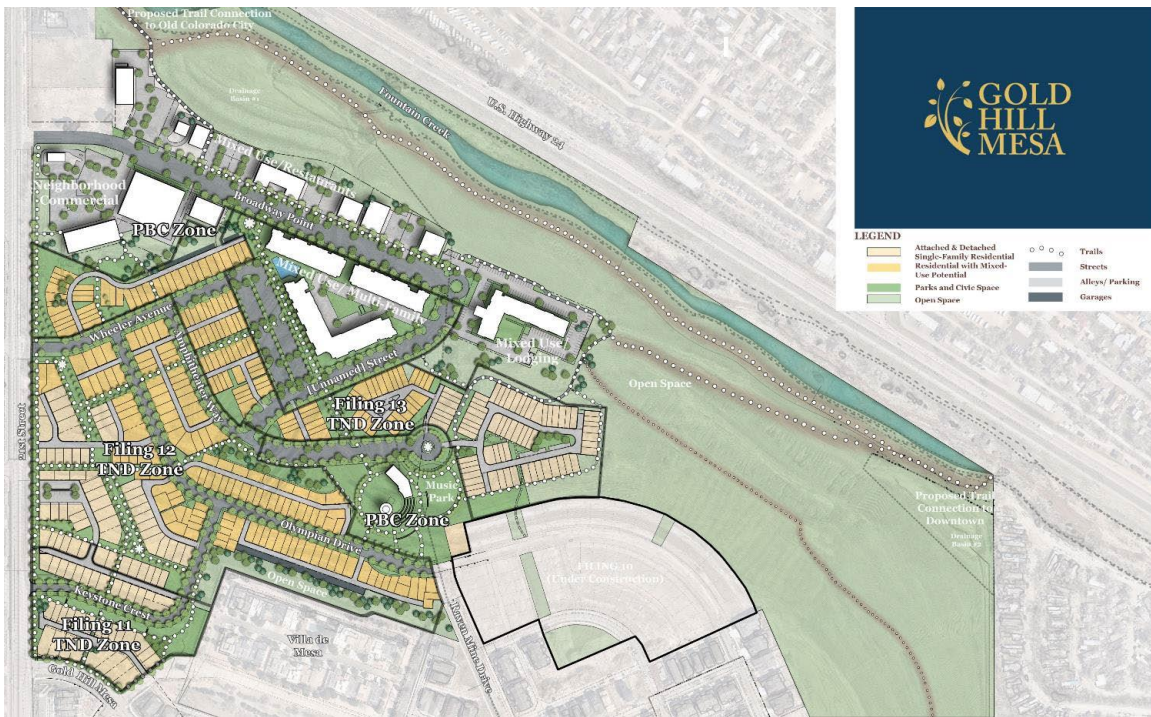 Proposed Trail Connection
to Old Colorado City
Drainage
Basin #1
Fountain Creek
U.S. Highway 24
GOLD
HILL
MESA
LEGEND
Attached & Detached
Single-Family Residential
Residential with Mixed-
Use Potential
Parks and Civic Space
Open Space
Trails
Streets
Alleys/ Parking
Garages
Neighborhood
Commercial
PBC Zone
Mixed Use/Restaurants
Broadway Point
Mixed Use/ Multi-Family
Mixed Use/
Lodging
Wheeler Avenue
Amphitheater Way
[Unnamed] Street
Open Space
21st Street
Filing 13
TND Zone
Filing 12
TND Zone
Music
Park
PBC Zone
Olympian Drive
Open Space
FILING 10
(Under Construction)
Proposed Trail
Connection to
Downtown
Drainage
Basin #2
Keystone Crest
Filing 11
TND Zone
Gold Hill Mesa
Villa de
Mesa
Raven Mine Drive